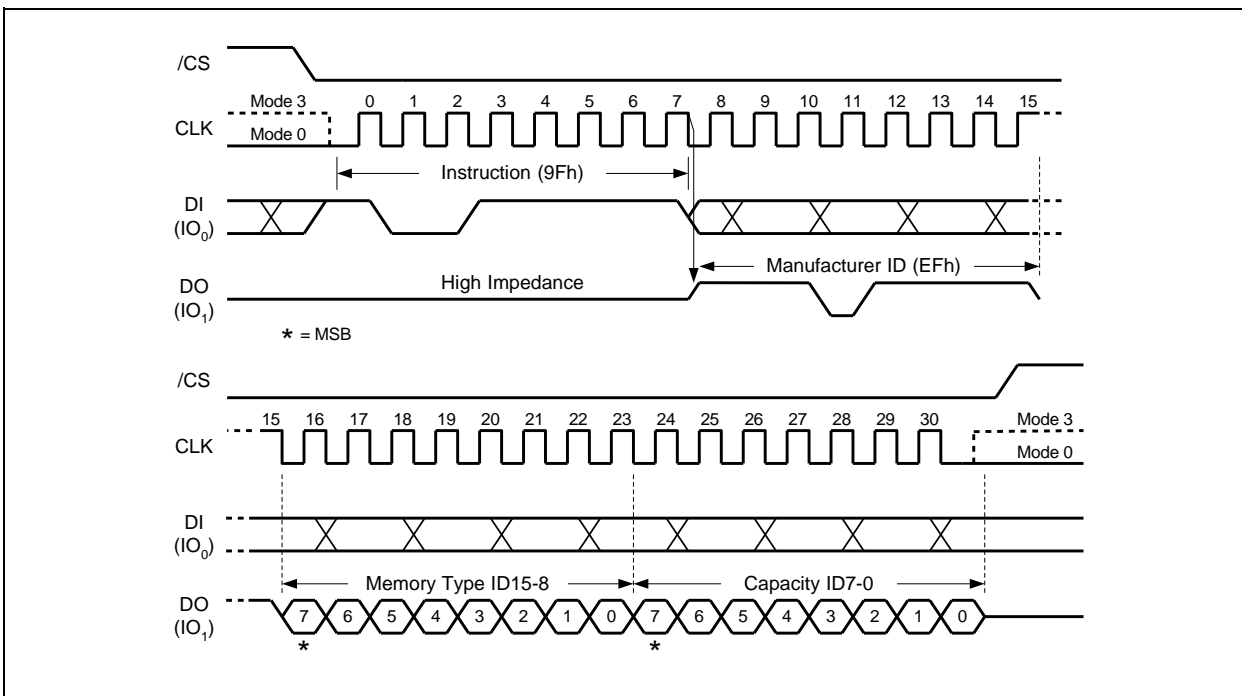 /CS
Mode 3 0 1 2 3 4 5 6 7 8 9 10 11 12 13 14 15
CLK
Mode 0
Instruction (9Fh)
DI
(IO0)
Manufacturer ID (EFh)
High Impedance
DO
(IO1)
* = MSB
/CS
15 16 17 18 19 20 21 22 23 24 25 26 27 28 29 30 Mode 3
CLK
Mode 0
DI
(IO0)
Memory Type ID15-8 Capacity ID7-0
DO
(IO1)
7 6 5 4 3 2 1 0 7 6 5 4 3 2 1 0
* *